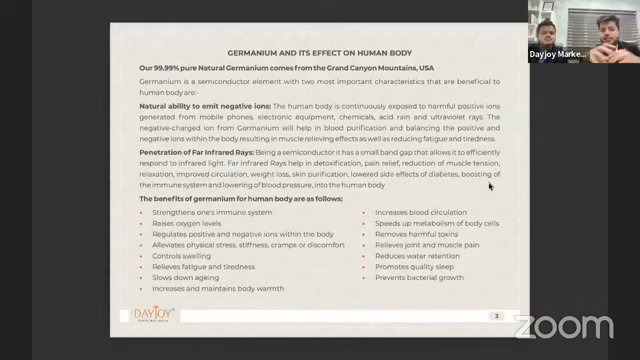 GERMANIUM AND ITS EFFECT ON HUMAN BODY
Our 99.99% pure Natural Germanium comes from the Grand Canyon Mountains, USA
Germanium is a semiconductor element with two most important characteristics that are beneficial to
human body are:-
Natural ability to emit negative ions: The human body is continuously exposed to harmful positive ions
generated from mobile phones, electronic equipment, chemicals, acid rain and ultraviolet rays. The
negative-charged ion from Germanium will help in blood purification and balancing the positive and
negative ions within the body resulting in muscle relieving effects as well as reducing fatigue and tiredness.
Penetration of Far Infrared Rays: Being a semiconductor it has a small band gap that allows it to efficiently
respond to infrared light. Far Infrared Rays help in detoxification, pain relief, reduction of muscle tension,
relaxation, improved circulation, weight loss, skin purification, lowered side effects of diabetes, boosting of
the immune system and lowering of blood pressure, into the human body
The benefits of germanium for human body are as follows:
Strengthens one's immune system
Raises oxygen levels
Regulates positive and negative ions within the body
Alleviates physical stress, stiffness, cramps or discomfort
Controls swelling
Relieves fatigue and tiredness
Slows down ageing
Increases and maintains body warmth
Increases blood circulation
Speeds up metabolism of body cells
Removes harmful toxins
Relieves joint and muscle pain
Reduces water retention
Promotes quality sleep
Prevents bacterial growth
DAYJOY
3
Dayjoy Marke...
zoom